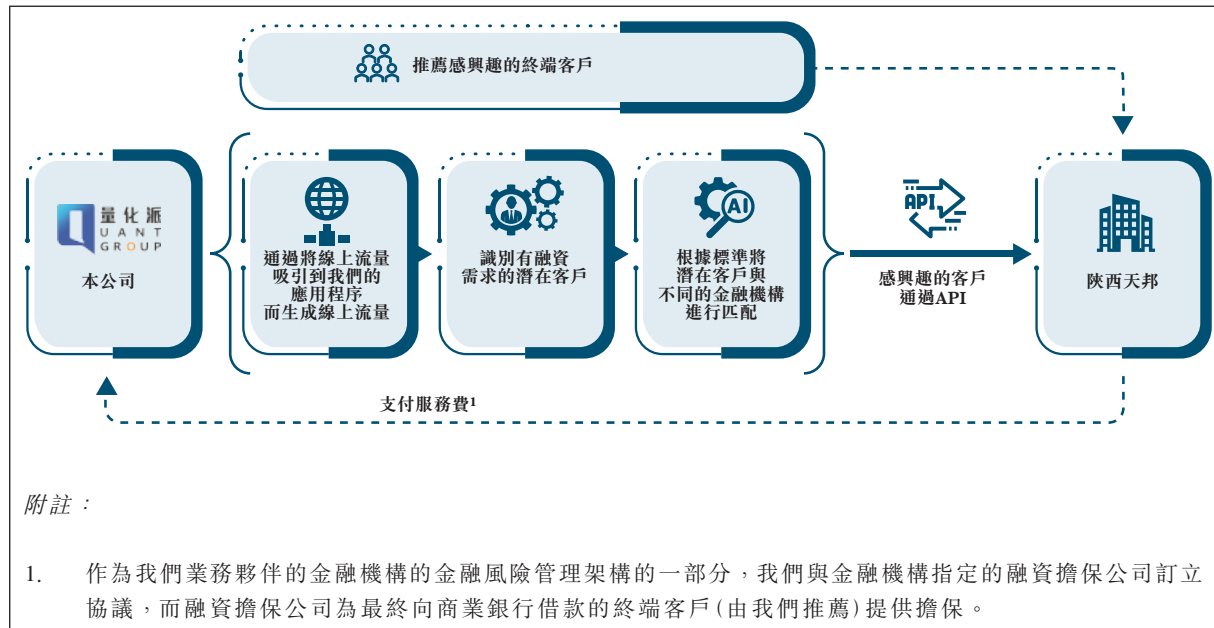 推薦感興趣的終端客戶
量化派
UANT
GROUP
本公司
通過將線上流量
吸引到我們的
應用程序
而生成線上流量
識別有融資
需求的潛在客戶
AI
根據標準將
潛在客戶與
不同的金融機構
進行匹配
API
感興趣的客戶
通過API
陝西天邦
支付服務費1
附註：
1. 作為我們業務夥伴的金融機構的金融風險管理架構的一部分，我們與金融機構指定的融資擔保公司訂立
協議，而融資擔保公司為最終向商業銀行借款的終端客戶(由我們推薦)提供擔保。